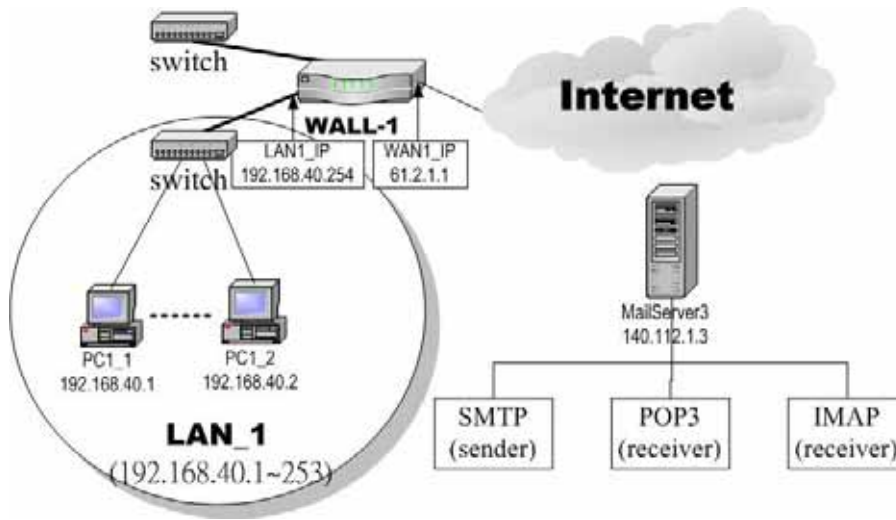 switch
Internet
WALL-1
LAN1_IP
192.168.40.254
WAN1_IP
61.2.1.1
switch
MailServer3
140.112.1.3
PC1_1
192.168.40.1
PC1_2
192.168.40.2
SMTP
(sender)
POP3
(receiver)
IMAP
(receiver)
LAN_1
(192.168.40.1~253)